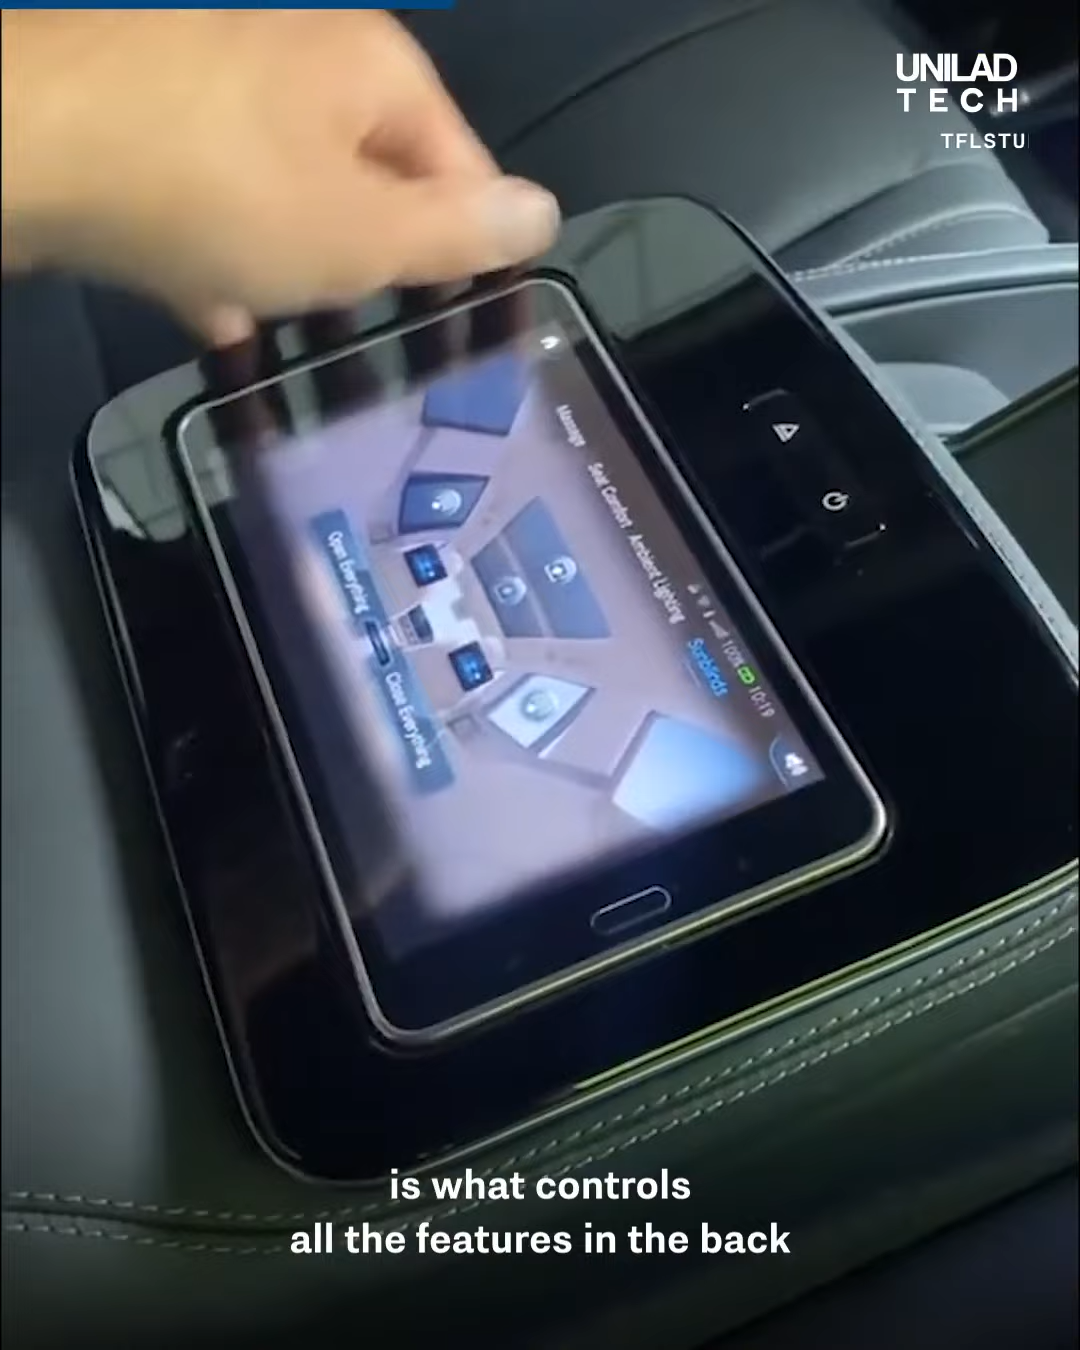 UNILAD
TECH
TFLSTU
Massage
Seat Comfort
Ambient Lighting
Sunblinds
100%
10:19
Open Everything
Close Everything
is what controls
all the features in the back